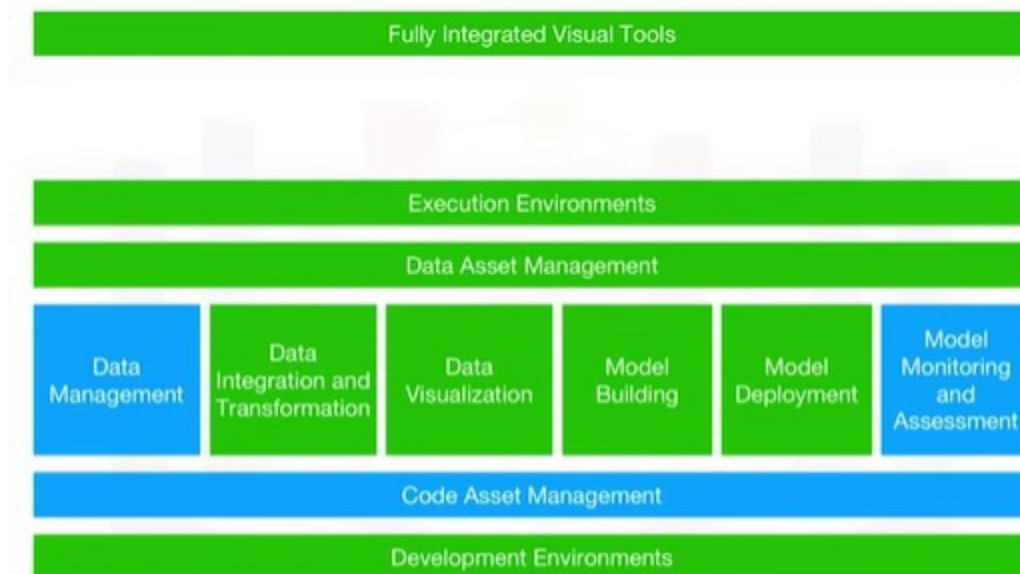 Fully Integrated Visual Tools
Execution Environments
Data Asset Management
Data
Management
Data
Integration and
Transformation
Data
Visualization
Model
Building
Model
Deployment
Model
Monitoring
and
Assessment
Code Asset Management
Development Environments